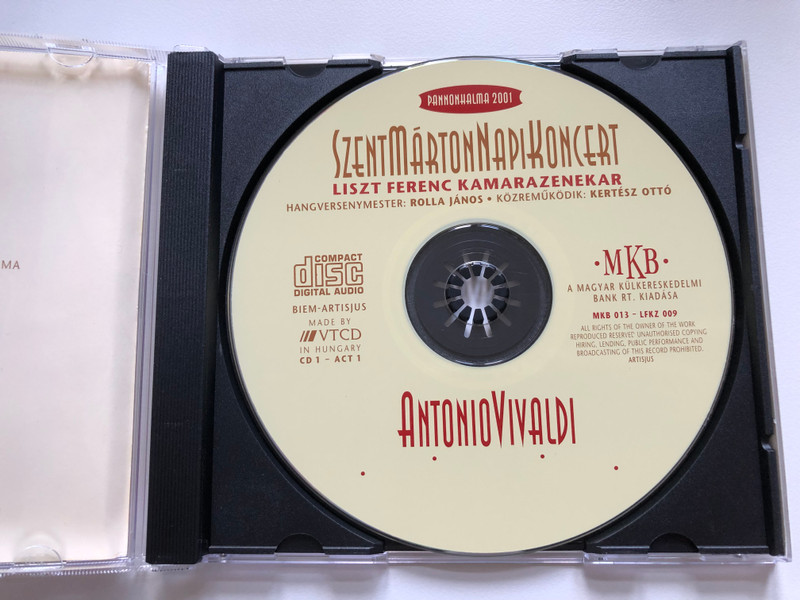 MA
PANNONHALMA 2001
SZENTMÁRTONNAPIKONCERT
LISZT FERENC KAMARAZENEKAR
HANGVERSENYMESTER: ROLLA JÁNOS • KÖZREMŰKÖDIK: KERTÉSZ OTTÓ
COMPACT
disc
DIGITAL AUDIO
BIEM-ARTISJUS
MADE BY
VTCD
IN HUNGARY
CD 1 – ACT 1
·MKB·
A MAGYAR KÜLKERESKEDELMI
BANK RT. KIADÁSA
MKB 013 – LFKZ 009
ALL RIGHTS OF THE OWNER OF THE WORK
REPRODUCED RESERVED UNAUTHORISED COPYING
HIRING, LENDING, PUBLIC PERFORMANCE AND
BROADCASTING OF THIS RECORD PROHIBITED.
ARTISJUS
ANTONIOVIVALDI